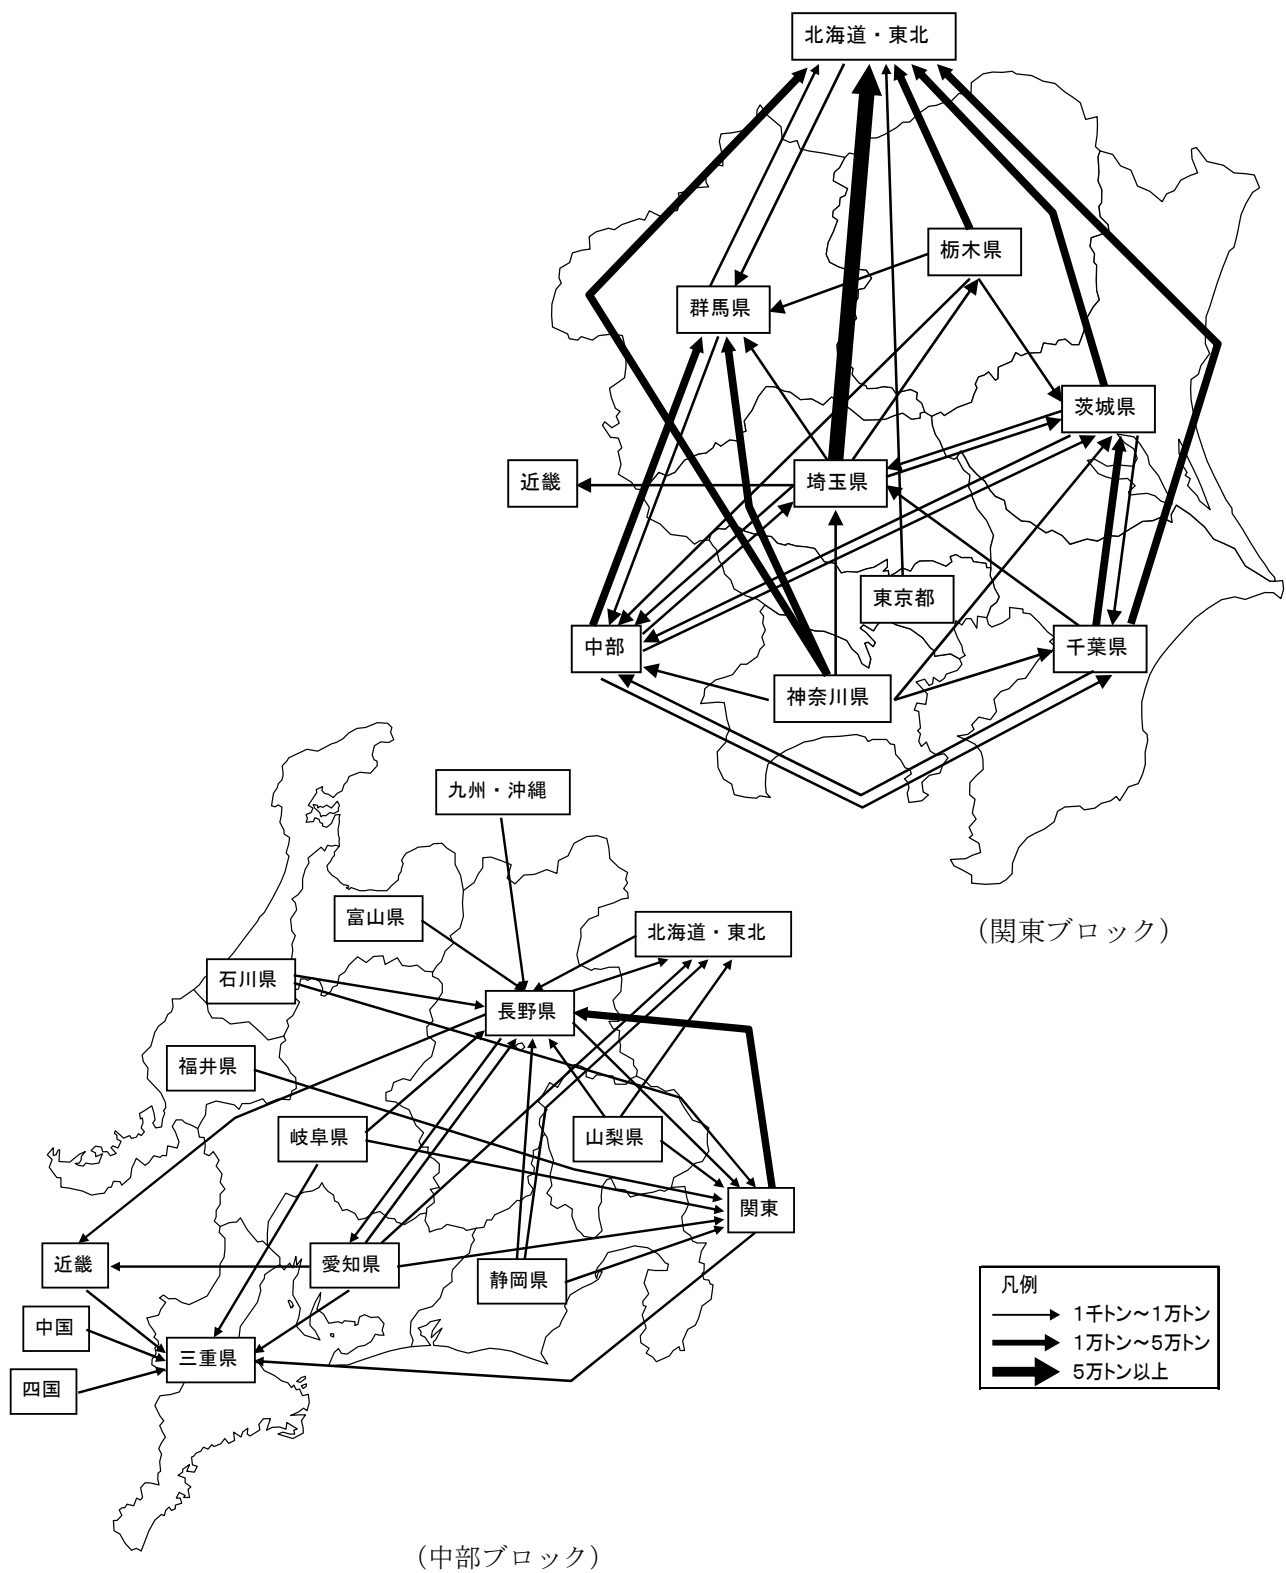 北海道・東北
栃木県
群馬県
茨城県
近畿
埼玉県
東京都
中部
千葉県
神奈川県
(関東ブロック)
九州・沖縄
富山県
北海道・東北
石川県
長野県
福井県
岐阜県
山梨県
関東
近畿
愛知県
静岡県
中国
三重県
四国
凡例
1千トン～1万トン
1万トン～5万トン
5万トン以上
(中部ブロック)